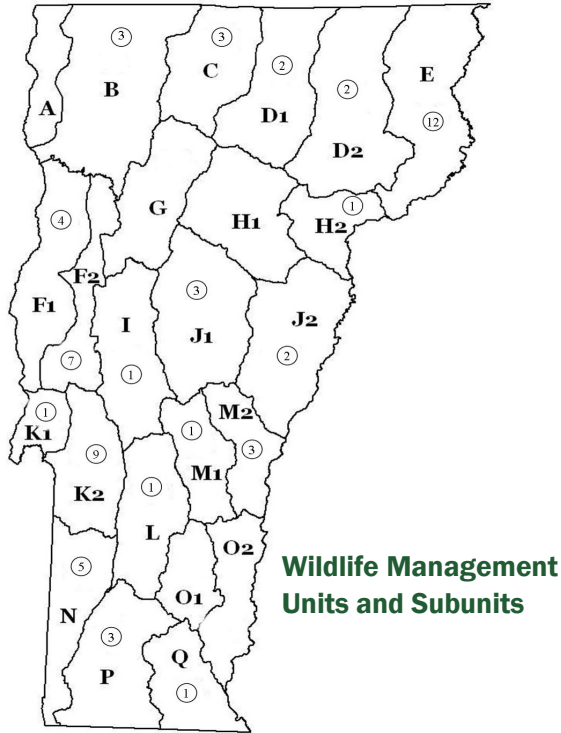 3
3
2
2
E
A
B
C
D1
12
D2
4
G
H1
1
H2
F2
F1
3
J1
J2
I
7
1
2
1
K1
M2
1
3
9
K2
M1
1
L
O2
5
N
O1
Wildlife Management
Units and Subunits
3
P
Q
1